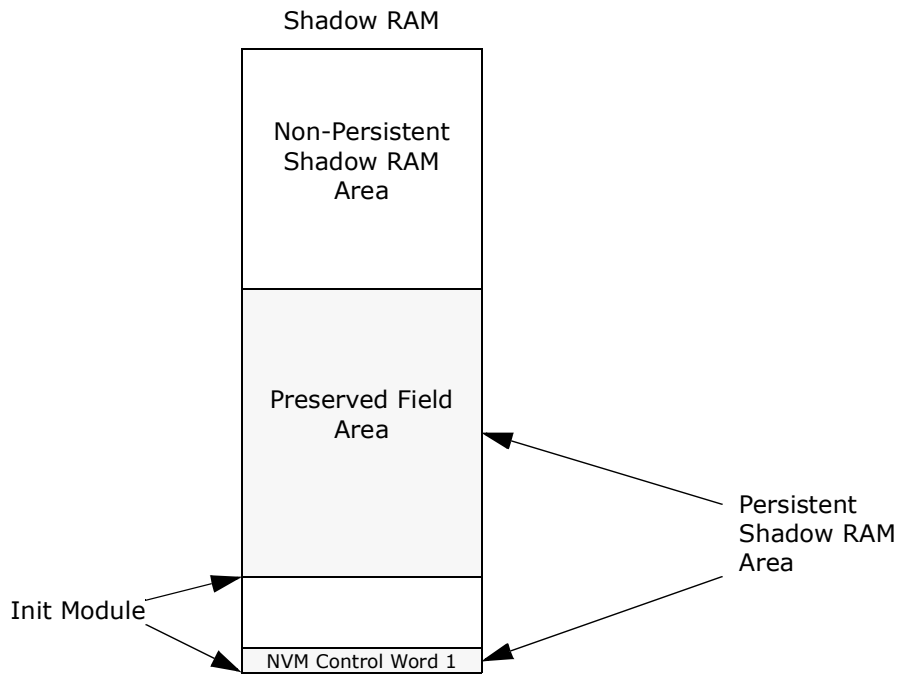 Shadow RAM
Non-Persistent
Shadow RAM
Area
Preserved Field
Area
Persistent
Shadow RAM
Area
Init Module
NVM Control Word 1